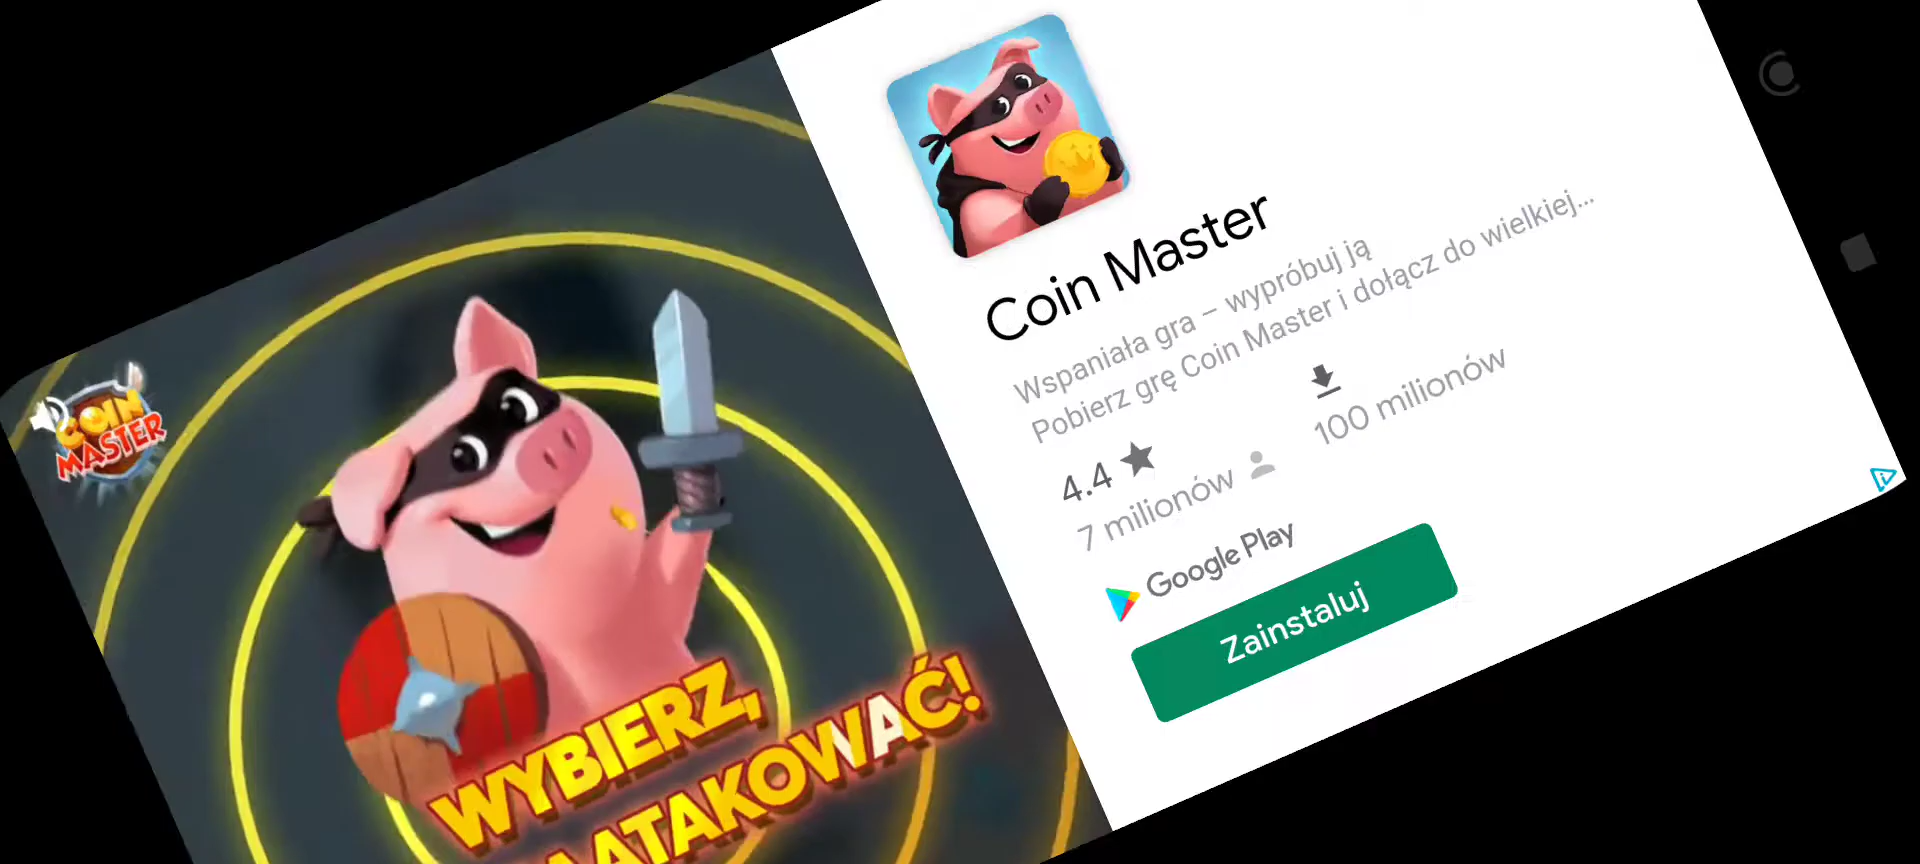 COIN
MASTER
WYBIERZ,
ATAKOWAĆ!
Coin Master
Wspaniała gra – wypróbuj ją
Pobierz grę Coin Master i dołącz do wielkiej...
4.4
7 milionów
100 milionów
Google Play
Zainstaluj